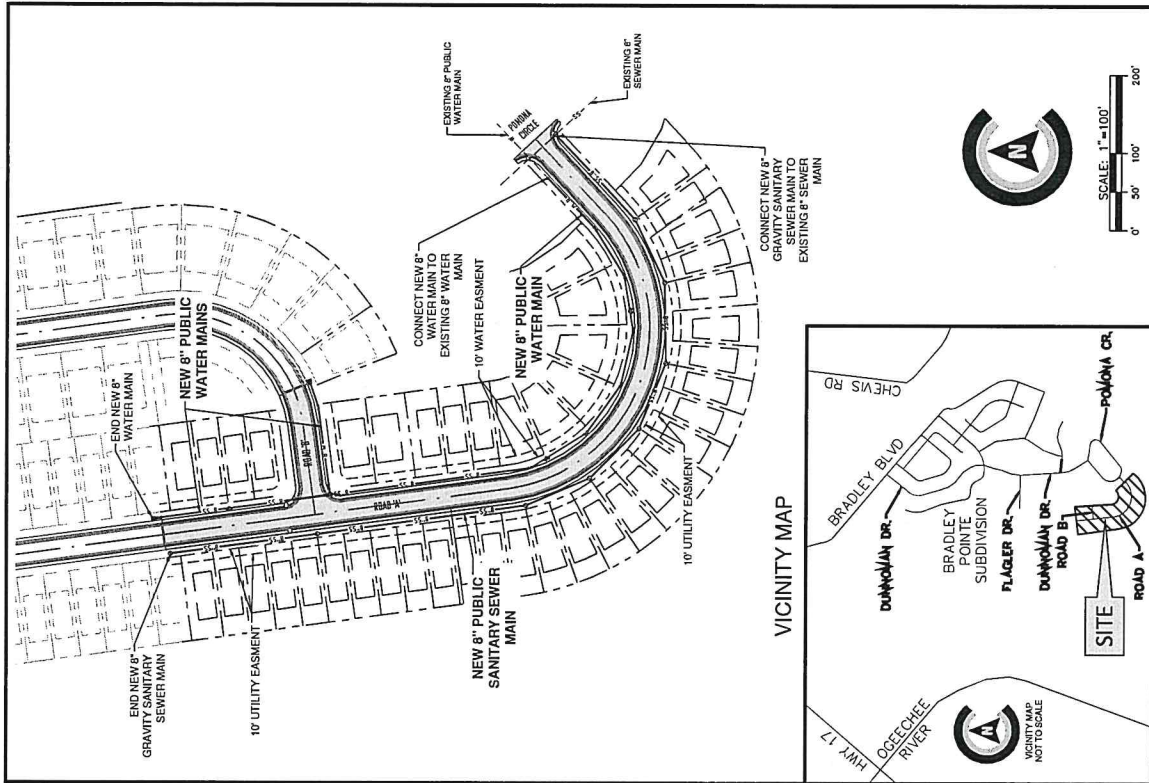 EXISTING 8" PUBLIC
WATER MAIN
POMONA
CIRCLE
EXISTING 8"
SEWER MAIN
SS
CONNECT NEW 8"
WATER MAIN TO
EXISTING 8" WATER
MAIN
CONNECT NEW 8"
GRAVITY SANITARY
SEWER MAIN TO
EXISTING 8" SEWER
MAIN
NEW 8" PUBLIC
WATER MAINS
END NEW 8"
WATER MAIN
10' WATER EASMENT
NEW 8" PUBLIC
WATER MAIN
ROAD 'B'
ROAD 'A'
END NEW 8"
GRAVITY SANITARY
SEWER MAIN
10' UTILITY EASMENT
NEW 8" PUBLIC
SANITARY SEWER
MAIN
10' UTILITY EASMENT
N
SCALE: 1"=100'
0' 50' 100' 200'
VICINITY MAP
CHEVIS RD
BRADLEY BLVD
DUNNOVAN DR.
BRADLEY
POINTE
SUBDIVISION
FLAGLER DR.
DUNNOVAN DR.
ROAD B
POMONA CR.
SITE
ROAD A
HWY 17
OGEECHEE
RIVER
N
VICINITY MAP
NOT TO SCALE